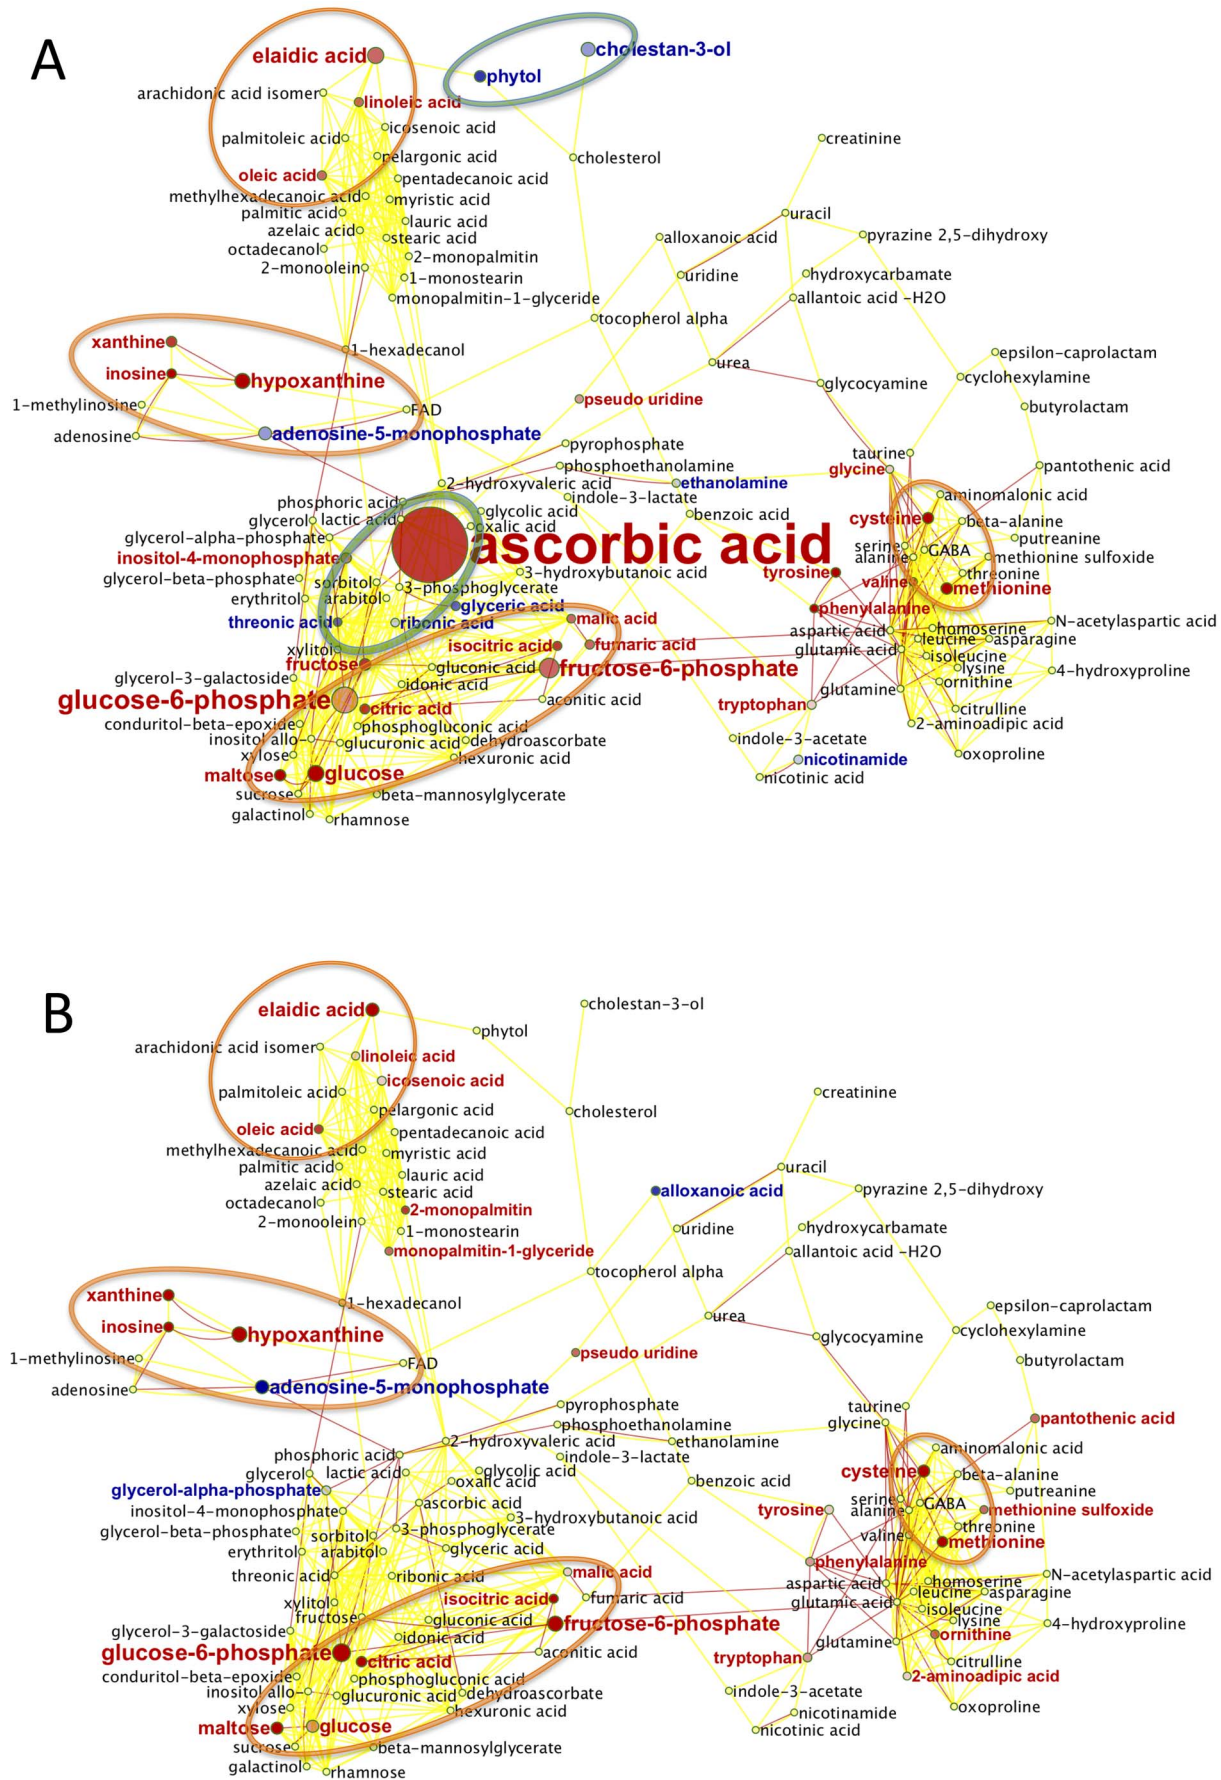 A
elaidic acid
cholestan-3-ol
phytol
arachidonic acid isomer
linoleic acid
icosenoic acid
palmitoleic acid
creatinine
pelargonic acid
cholesterol
oleic acid
pentadecanoic acid
methylhexadecanoic acid
myristic acid
palmitic acid
uracil
lauric acid
azelaic acid
stearic acid
alloxanoic acid
pyrazine 2,5-dihydroxy
octadecanol
2-monopalmitin
2-monoolein
1-monostearin
uridine
hydroxycarbamate
monopalmitin-1-glyceride
allantoic acid -H2O
tocopherol alpha
xanthine
1-hexadecanol
epsilon-caprolactam
urea
inosine
hypoxanthine
glycocyamine
cyclohexylamine
1-methylinosine
FAD
pseudo uridine
butyrolactam
adenosine
adenosine-5-monophosphate
pyrophosphate
taurine
phosphoethanolamine
glycine
pantothenic acid
2-hydroxyvaleric acid
ethanolamine
indole-3-lactate
aminomalonic acid
phosphoric acid
glycolic acid
benzoic acid
glycerol
lactic acid
oxalic acid
cysteine
beta-alanine
glycerol-alpha-phosphate
ascorbic acid
putreanine
serine
GABA
inositol-4-monophosphate
alanine
methionine sulfoxide
glycerol-beta-phosphate
sorbitol
3-hydroxybutanoic acid
tyrosine
threonine
3-phosphoglycerate
valine
methionine
erythritol
arabitol
glyceric acid
phenylalanine
threonic acid
ribonic acid
malic acid
N-acetylaspartic acid
aspartic acid
homoserine
xylitol
isocitric acid
fumaric acid
leucine
asparagine
glutamic acid
fructose
gluconic acid
fructose-6-phosphate
isoleucine
lysine
4-hydroxyproline
glycerol-3-galactoside
idonic acid
ornithine
glucose-6-phosphate
aconitic acid
glutamine
citric acid
tryptophan
citrulline
conduritol-beta-epoxide
phosphogluconic acid
2-aminoadipic acid
inositol allo-
glucuronic acid
dehydroascorbate
indole-3-acetate
xylose
hexuronic acid
nicotinamide
oxoproline
maltose
glucose
nicotinic acid
sucrose
beta-mannosylglycerate
galactinol
rhamnose
B
elaidic acid
cholestan-3-ol
phytol
arachidonic acid isomer
linoleic acid
icosenoic acid
palmitoleic acid
creatinine
pelargonic acid
cholesterol
oleic acid
pentadecanoic acid
methylhexadecanoic acid
myristic acid
palmitic acid
uracil
lauric acid
azelaic acid
stearic acid
alloxanoic acid
pyrazine 2,5-dihydroxy
octadecanol
2-monopalmitin
2-monoolein
1-monostearin
uridine
hydroxycarbamate
monopalmitin-1-glyceride
allantoic acid -H2O
tocopherol alpha
xanthine
1-hexadecanol
epsilon-caprolactam
urea
inosine
hypoxanthine
glycocyamine
cyclohexylamine
1-methylinosine
FAD
pseudo uridine
butyrolactam
adenosine
adenosine-5-monophosphate
pyrophosphate
taurine
phosphoethanolamine
glycine
pantothenic acid
2-hydroxyvaleric acid
ethanolamine
phosphoric acid
indole-3-lactate
aminomalonic acid
glycerol
lactic acid
glycolic acid
oxalic acid
benzoic acid
cysteine
beta-alanine
glycerol-alpha-phosphate
putreanine
ascorbic acid
serine
GABA
inositol-4-monophosphate
tyrosine
alanine
methionine sulfoxide
3-hydroxybutanoic acid
glycerol-beta-phosphate
sorbitol
3-phosphoglycerate
valine
threonine
methionine
erythritol
arabitol
glyceric acid
phenylalanine
threonic acid
ribonic acid
malic acid
N-acetylaspartic acid
aspartic acid
homoserine
leucine
asparagine
xylitol
isocitric acid
fumaric acid
glutamic acid
isoleucine
fructose
gluconic acid
fructose-6-phosphate
lysine
4-hydroxyproline
glycerol-3-galactoside
idonic acid
ornithine
glutamine
glucose-6-phosphate
aconitic acid
citric acid
tryptophan
citrulline
conduritol-beta-epoxide
phosphogluconic acid
2-aminoadipic acid
inositol allo-
glucuronic acid
dehydroascorbate
indole-3-acetate
xylose
hexuronic acid
oxoproline
nicotinamide
maltose
glucose
nicotinic acid
sucrose
beta-mannosylglycerate
galactinol
rhamnose